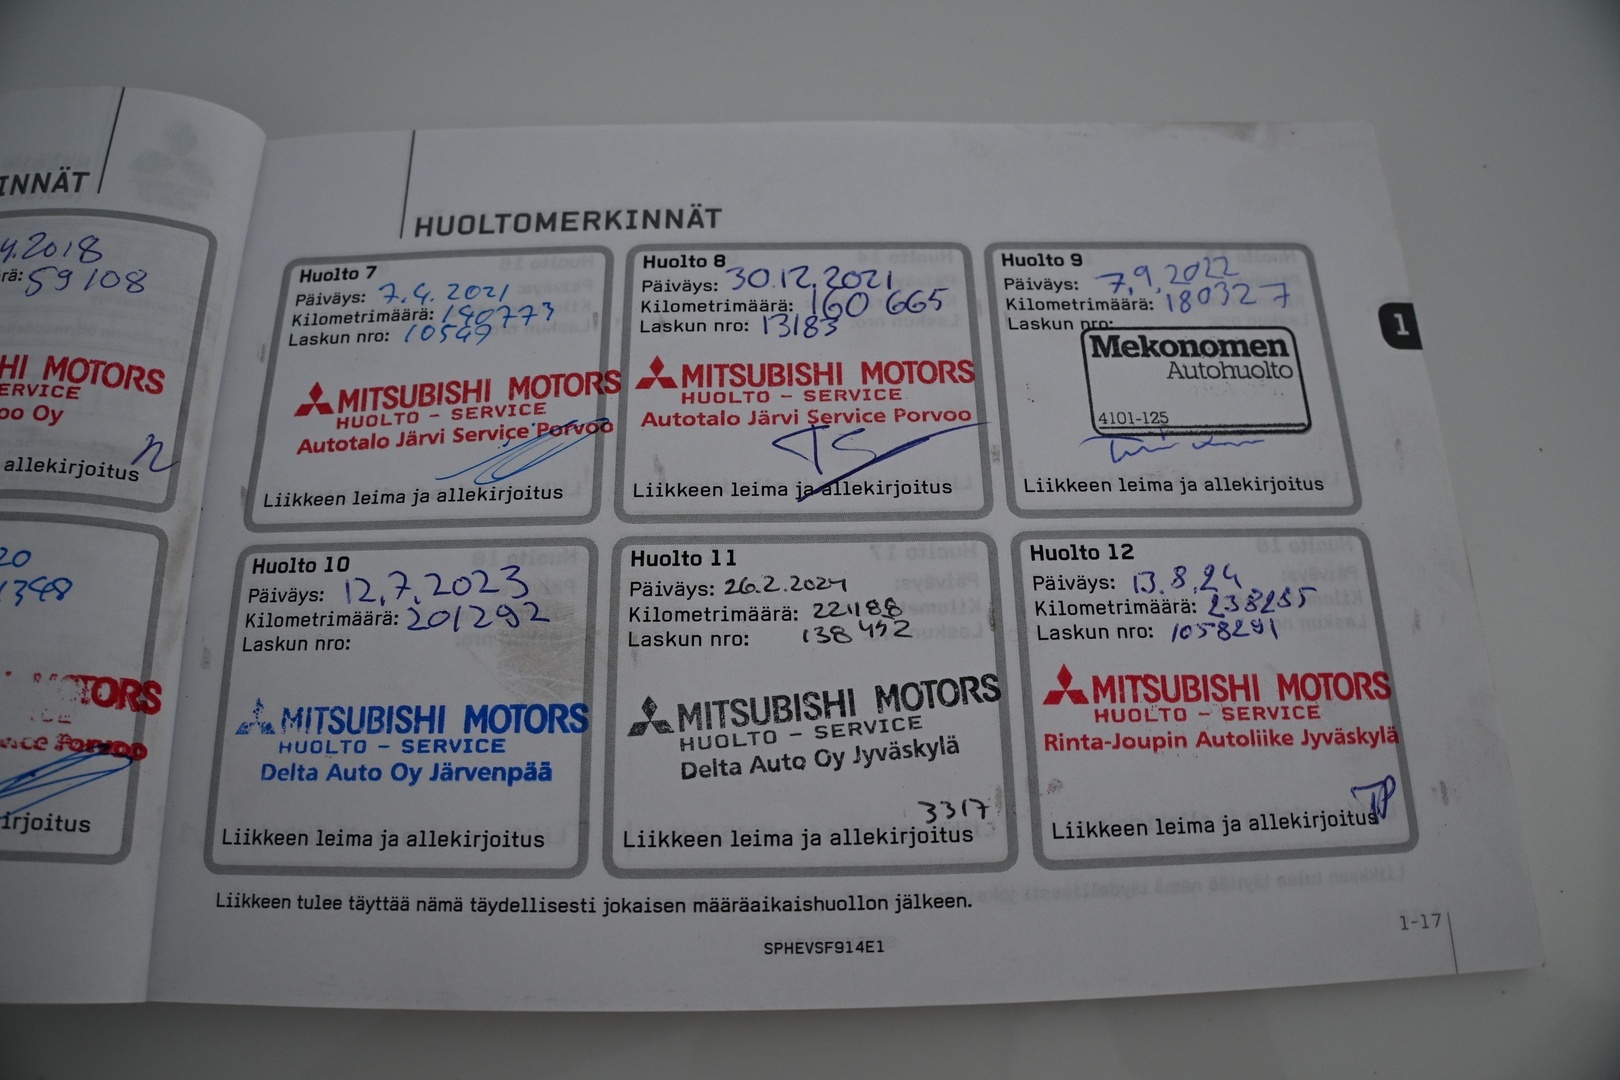 INNÄT
4.2018
rä: 59108
HI MOTORS
ERVICE
oo Oy
allekirjoitus
20
1348
TORS
ice Porvoo
irjoitus
HUOLTOMERKINNÄT
Huolto 7
Päiväys: 7.4.2021
Kilometrimäärä: 140773
Laskun nro: 10549
MITSUBISHI MOTORS
HUOLTO - SERVICE
Autotalo Järvi Service Porvoo
Liikkeen leima ja allekirjoitus
Huolto 8
Päiväys: 30.12.2021
Kilometrimäärä: 160 665
Laskun nro: 13183
MITSUBISHI MOTORS
HUOLTO - SERVICE
Autotalo Järvi Service Porvoo
Liikkeen leima ja allekirjoitus
Huolto 9
Päiväys: 7.9.2022
Kilometrimäärä: 180327
Laskun nro:
Mekonomen
Autohuolto
4101-125
Liikkeen leima ja allekirjoitus
Huolto 10
Päiväys: 12.7.2023
Kilometrimäärä: 201292
Laskun nro:
MITSUBISHI MOTORS
HUOLTO - SERVICE
Delta Auto Oy Järvenpää
Liikkeen leima ja allekirjoitus
Huolto 11
Päiväys: 26.2.2024
Kilometrimäärä: 221188
Laskun nro: 138452
MITSUBISHI MOTORS
HUOLTO - SERVICE
Delta Auto Oy Jyväskylä
3317
Liikkeen leima ja allekirjoitus
Huolto 12
Päiväys: 13.8.24
Kilometrimäärä: 238285
Laskun nro: 1058291
MITSUBISHI MOTORS
HUOLTO - SERVICE
Rinta-Joupin Autoliike Jyväskylä
Liikkeen leima ja allekirjoitus
1
Liikkeen tulee täyttää nämä täydellisesti jokaisen määräaikaishuollon jälkeen.
1-17
SPHEVSF914E1